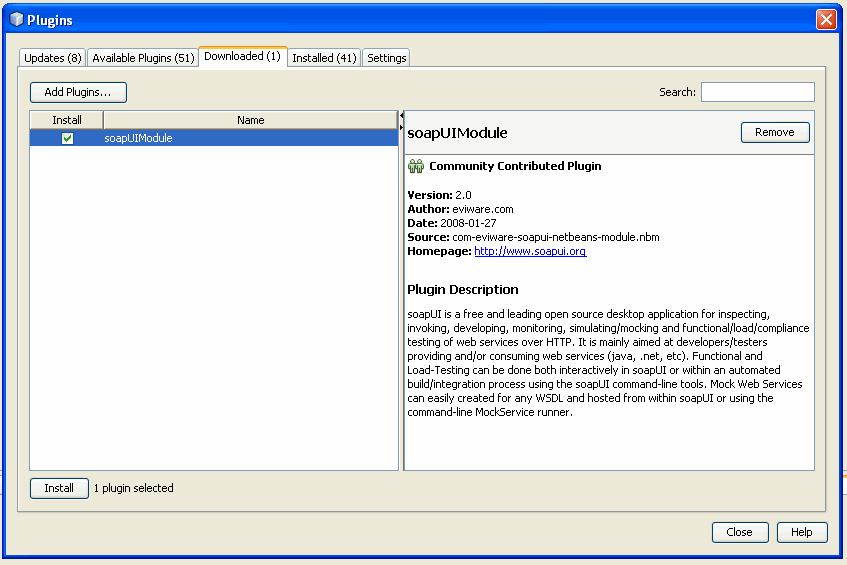 Plugins
Updates (8) Available Plugins (51) Downloaded (1) Installed (41) Settings
Add Plugins... Search:
Install Name
soapUIModule
soapUIModule Remove
Community Contributed Plugin
Version: 2.0
Author: eviware.com
Date: 2008-01-27
Source: com-eviware-soapui-netbeans-module.nbm
Homepage: http://www.soapui.org
Plugin Description
soapUI is a free and leading open source desktop application for inspecting,
invoking, developing, monitoring, simulating/mocking and functional/load/compliance
testing of web services over HTTP. It is mainly aimed at developers/testers
providing and/or consuming web services (java, .net, etc). Functional and
Load-Testing can be done both interactively in soapUI or within an automated
build/integration process using the soapUI command-line tools. Mock Web Services
can easily created for any WSDL and hosted from within soapUI or using the
command-line MockService runner.
Install 1 plugin selected
Close Help